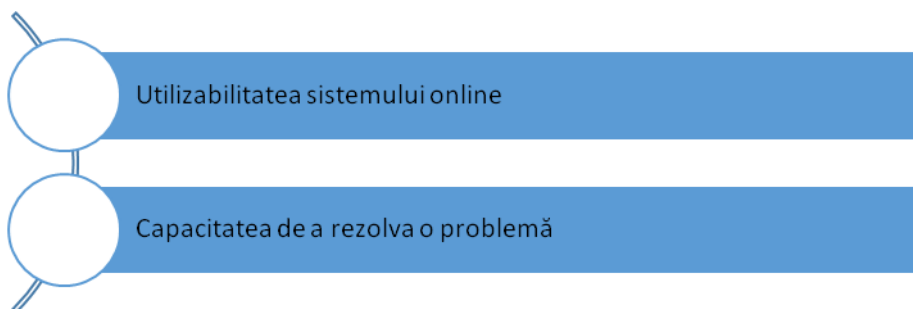 Utilizabilitatea sistemului online
Capacitatea de a rezolva o problemă